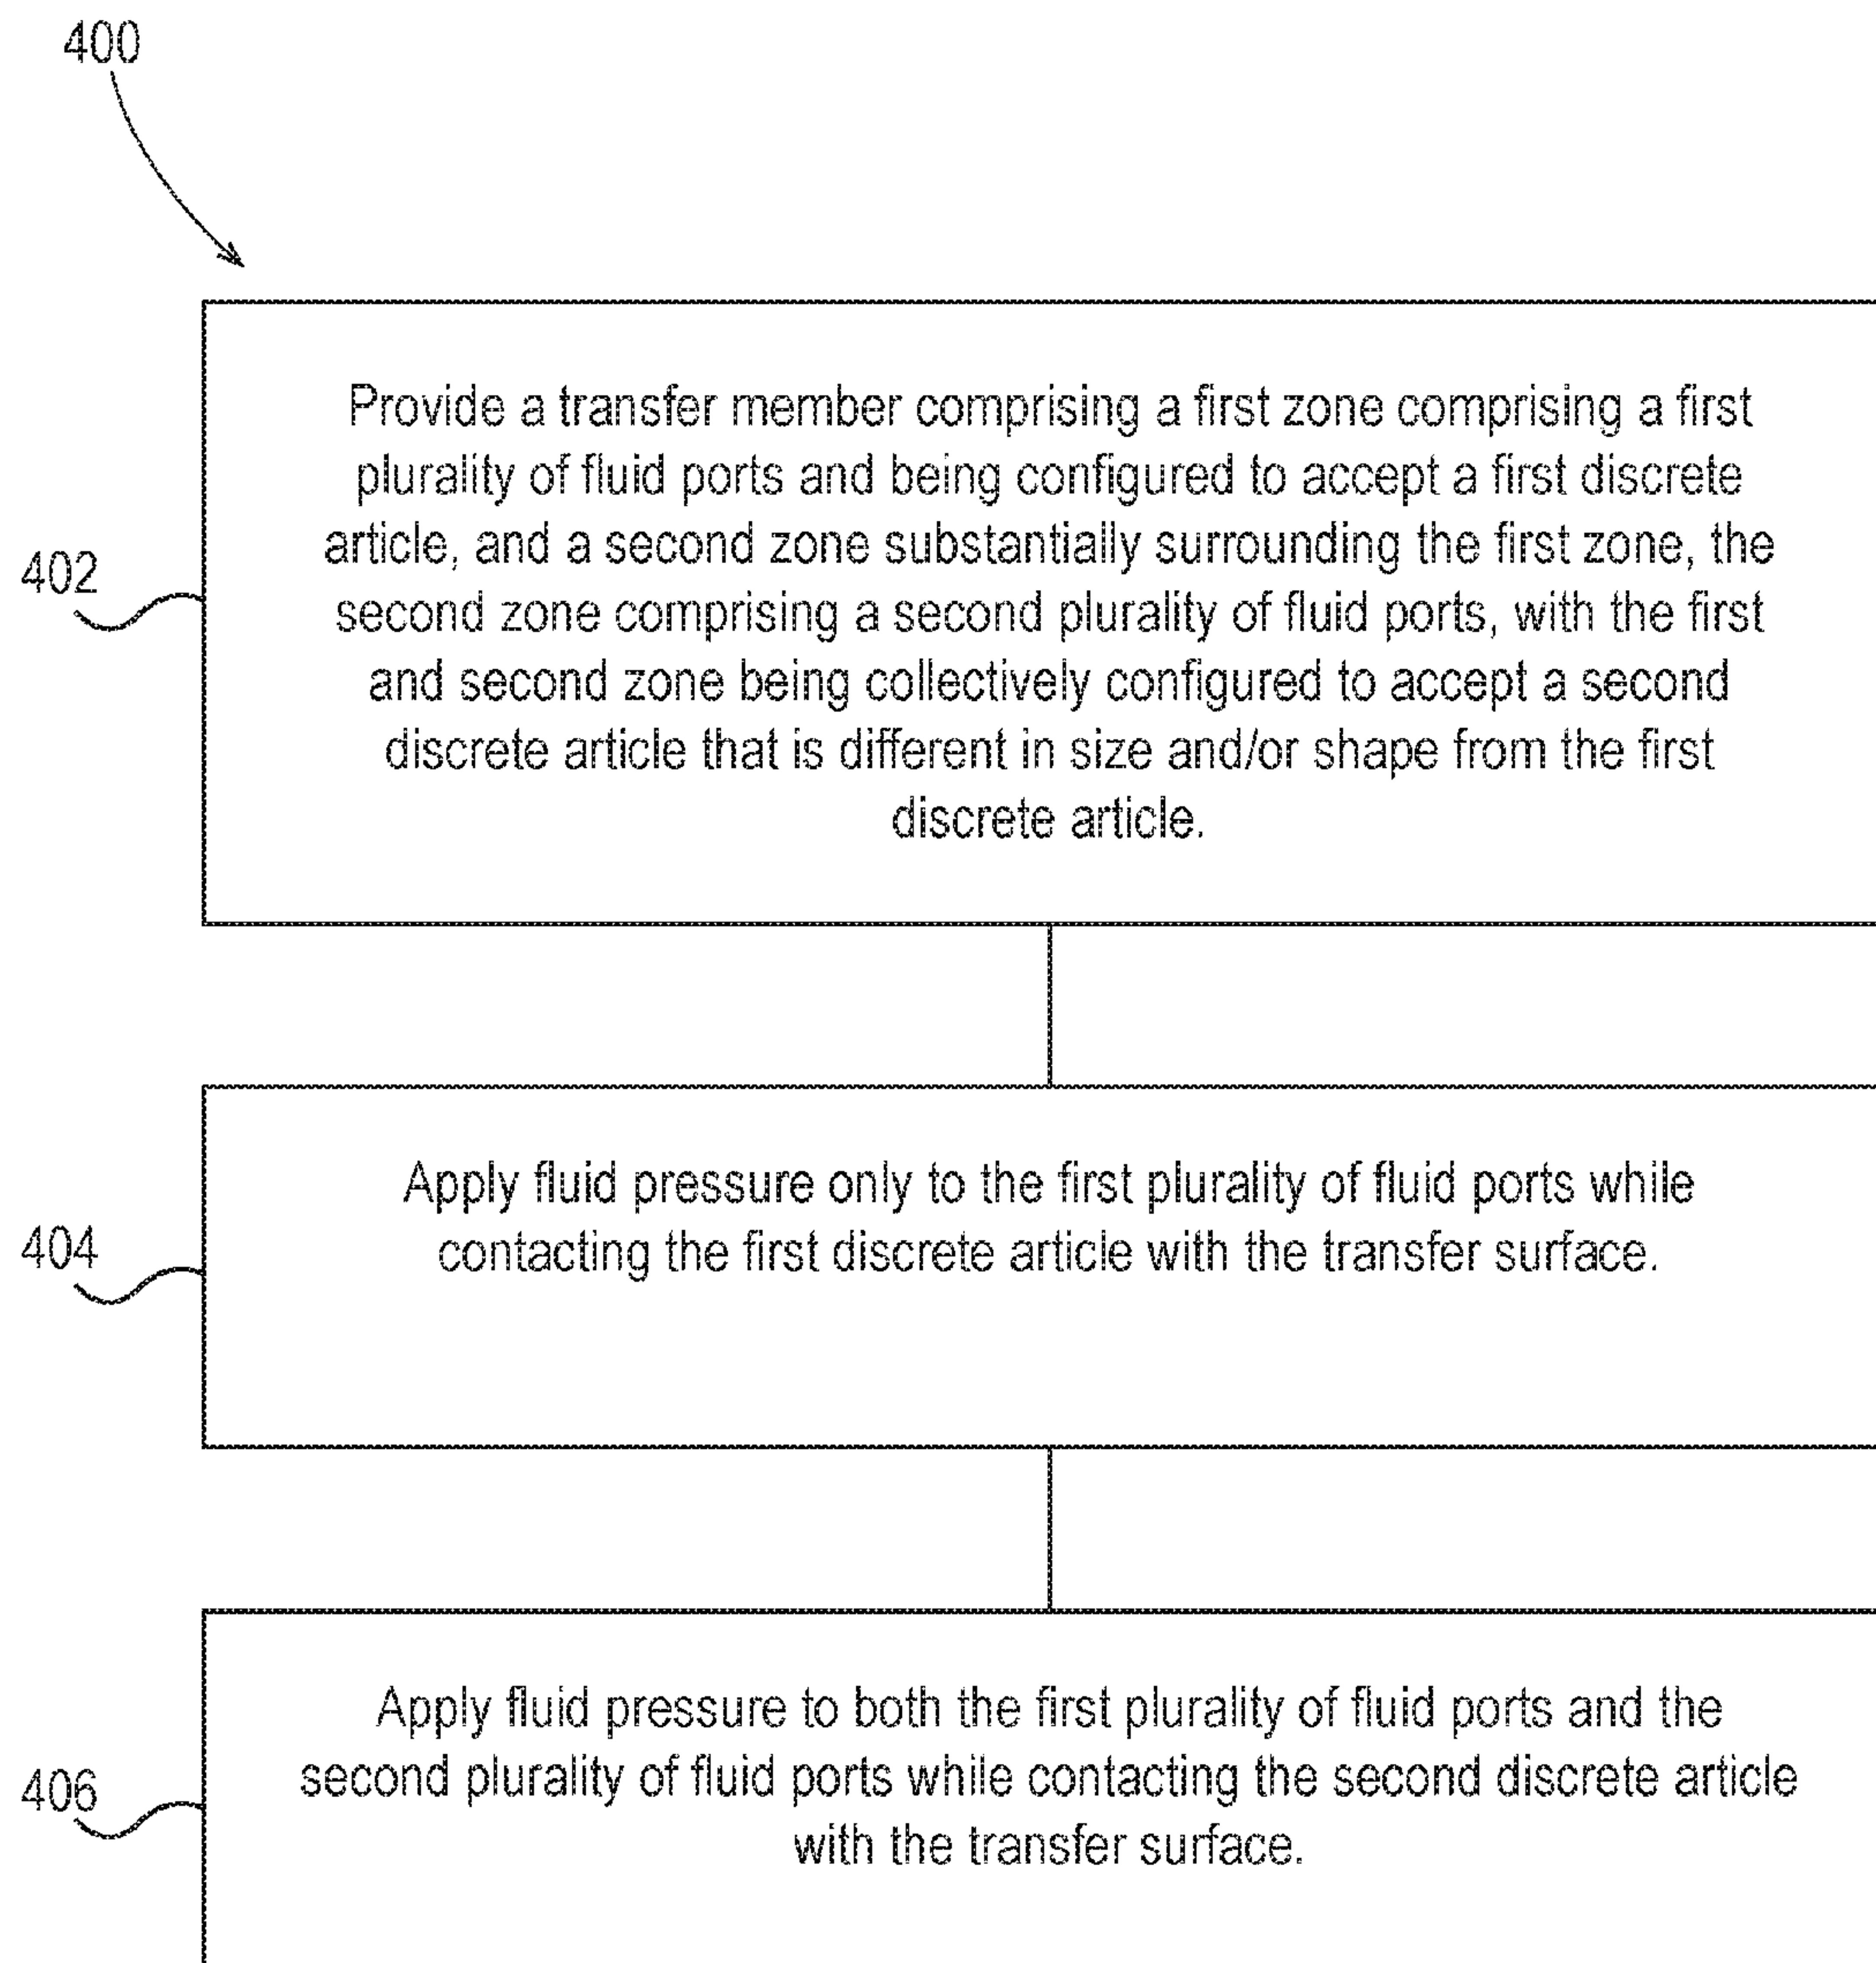 400
402
Provide a transfer member comprising a first zone comprising a first
plurality of fluid ports and being configured to accept a first discrete
article, and a second zone substantially surrounding the first zone, the
second zone comprising a second plurality of fluid ports, with the first
and second zone being collectively configured to accept a second
discrete article that is different in size and/or shape from the first
discrete article.
404
Apply fluid pressure only to the first plurality of fluid ports while
contacting the first discrete article with the transfer surface.
406
Apply fluid pressure to both the first plurality of fluid ports and the
second plurality of fluid ports while contacting the second discrete article
with the transfer surface.